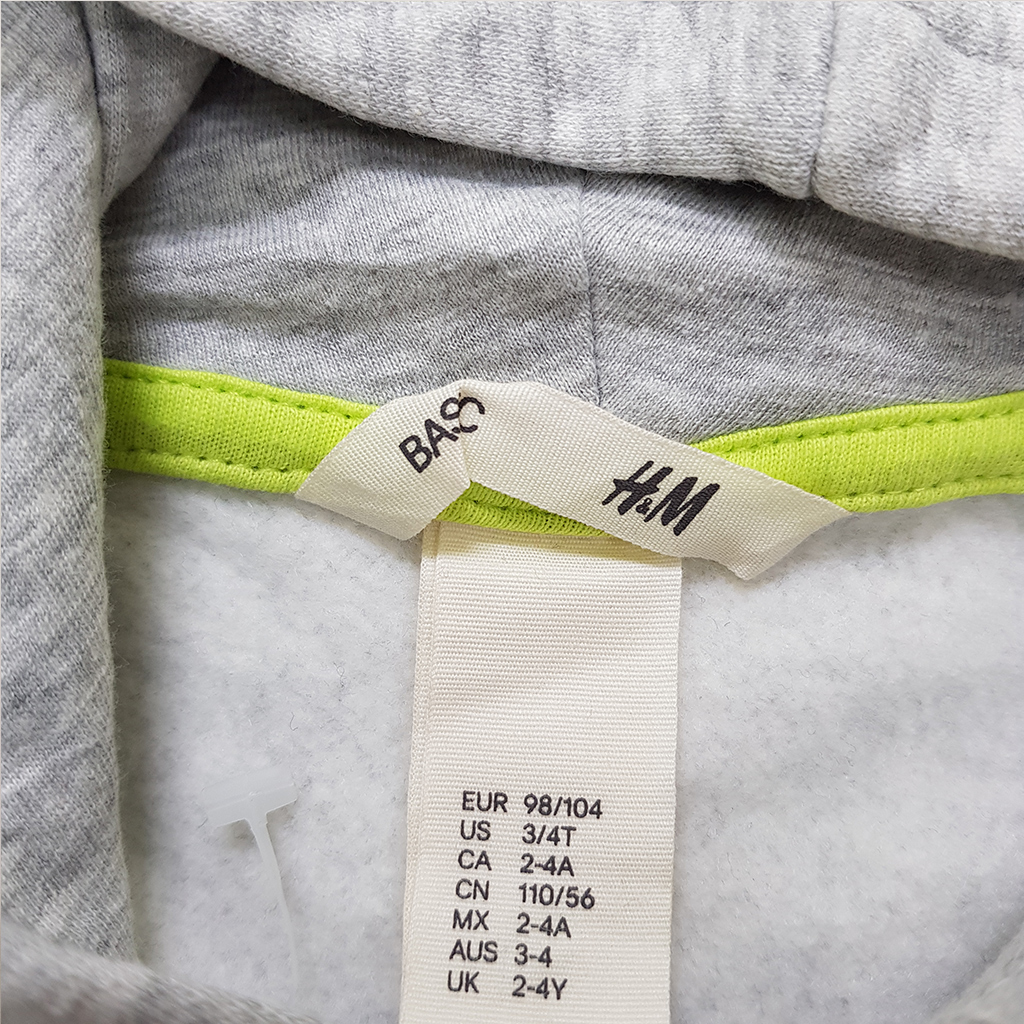 BAS
H&M
EUR 98/104
US 3/4T
CA 2-4A
CN 110/56
MX 2-4A
AUS 3-4
UK 2-4Y